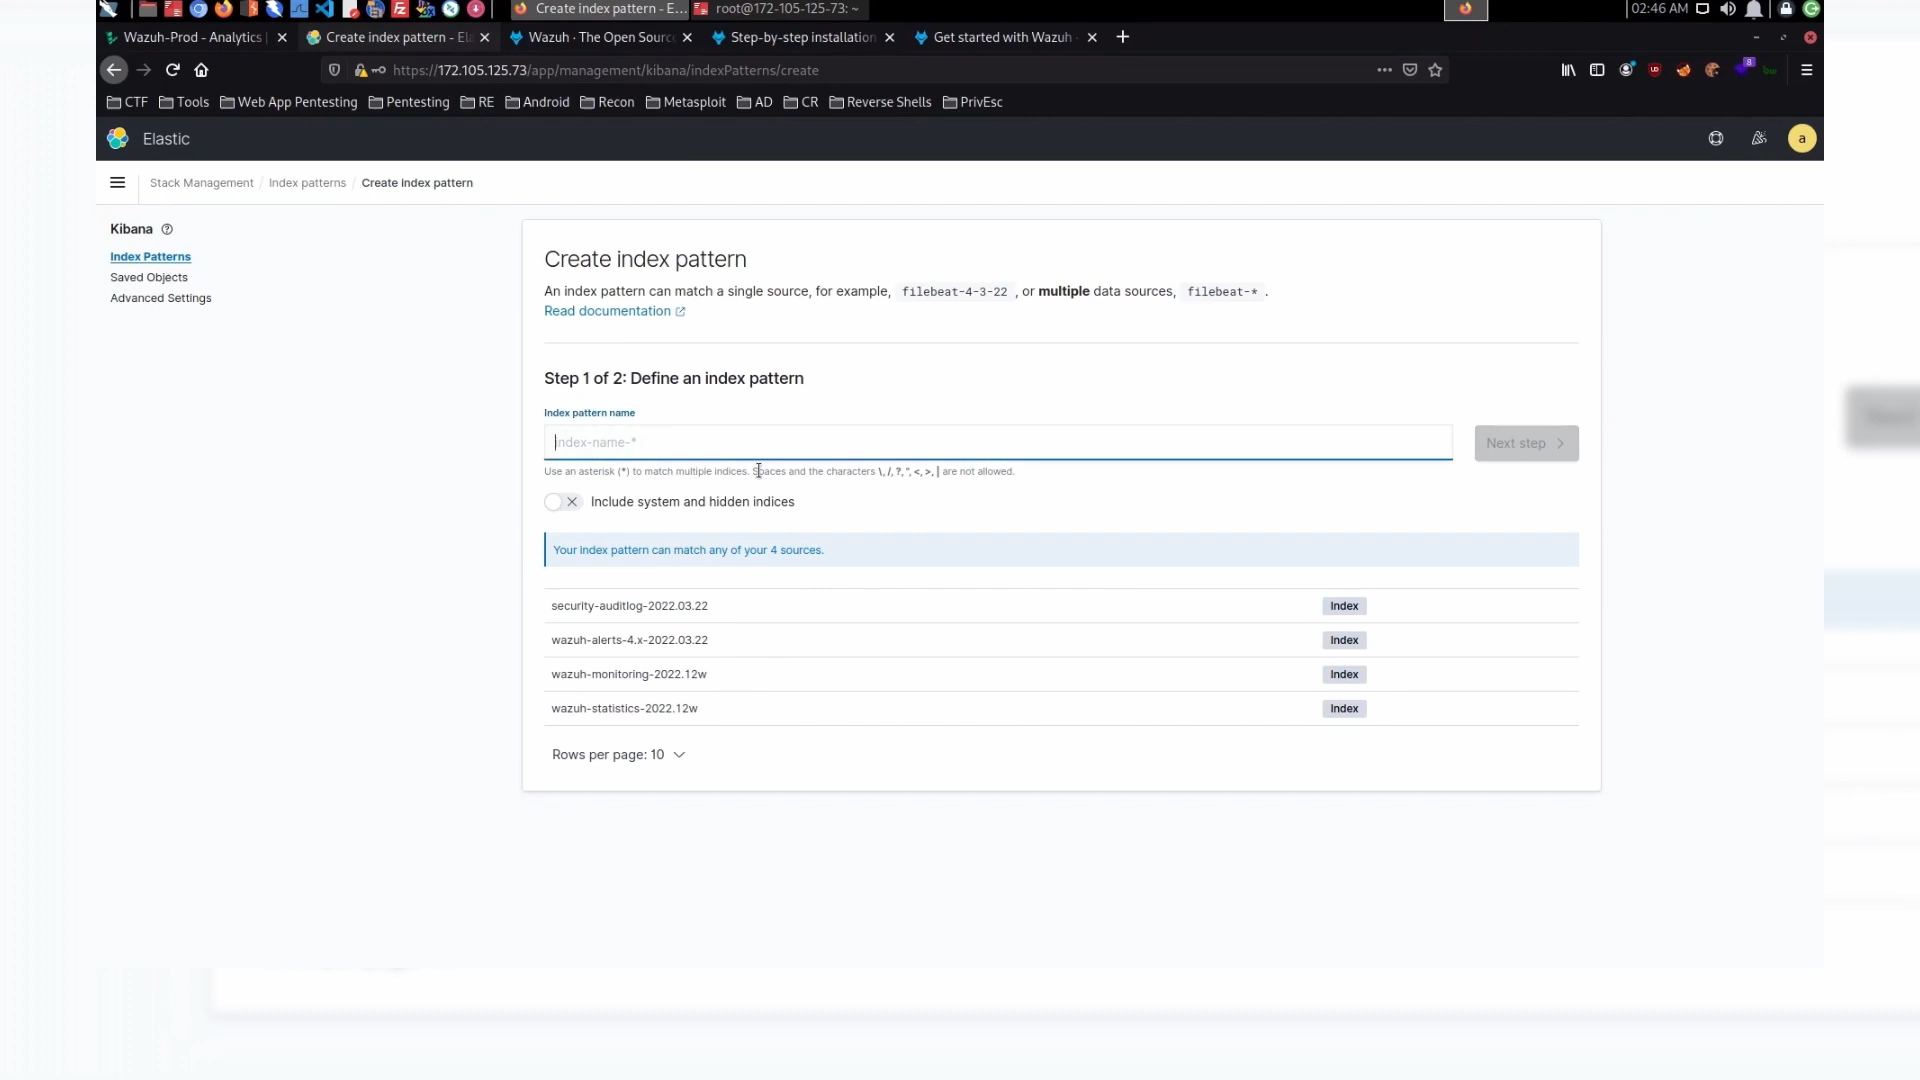 Create index pattern - E...
root@172-105-125-73: ~
02:46 AM
Wazuh-Prod - Analytics
Create index pattern - Ela
Wazuh · The Open Sourc
Step-by-step installation
Get started with Wazuh
https://172.105.125.73/app/management/kibana/indexPatterns/create
8
CTF
Tools
Web App Pentesting
Pentesting
RE
Android
Recon
Metasploit
AD
CR
Reverse Shells
PrivEsc
Elastic
a
Stack Management / Index patterns / Create index pattern
Kibana
Index Patterns
Saved Objects
Advanced Settings
Create index pattern
An index pattern can match a single source, for example, filebeat-4-3-22 , or multiple data sources, filebeat-* .
Read documentation
Step 1 of 2: Define an index pattern
Index pattern name
index-name-*
Next step
Use an asterisk (*) to match multiple indices. Spaces and the characters \, /, ?, ", <, >, | are not allowed.
Include system and hidden indices
Your index pattern can match any of your 4 sources.
security-auditlog-2022.03.22 Index
wazuh-alerts-4.x-2022.03.22 Index
wazuh-monitoring-2022.12w Index
wazuh-statistics-2022.12w Index
Rows per page: 10